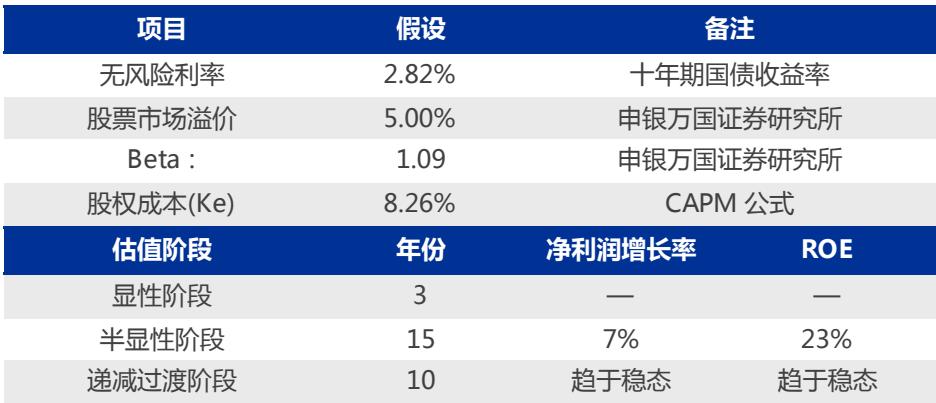 项目 假设 备注
无风险利率 2.82% 十年期国债收益率
股票市场溢价 5.00% 申银万国证券研究所
Beta： 1.09 申银万国证券研究所
股权成本(Ke) 8.26% CAPM 公式
估值阶段 年份 净利润增长率 ROE
显性阶段 3 — —
半显性阶段 15 7% 23%
递减过渡阶段 10 趋于稳态 趋于稳态